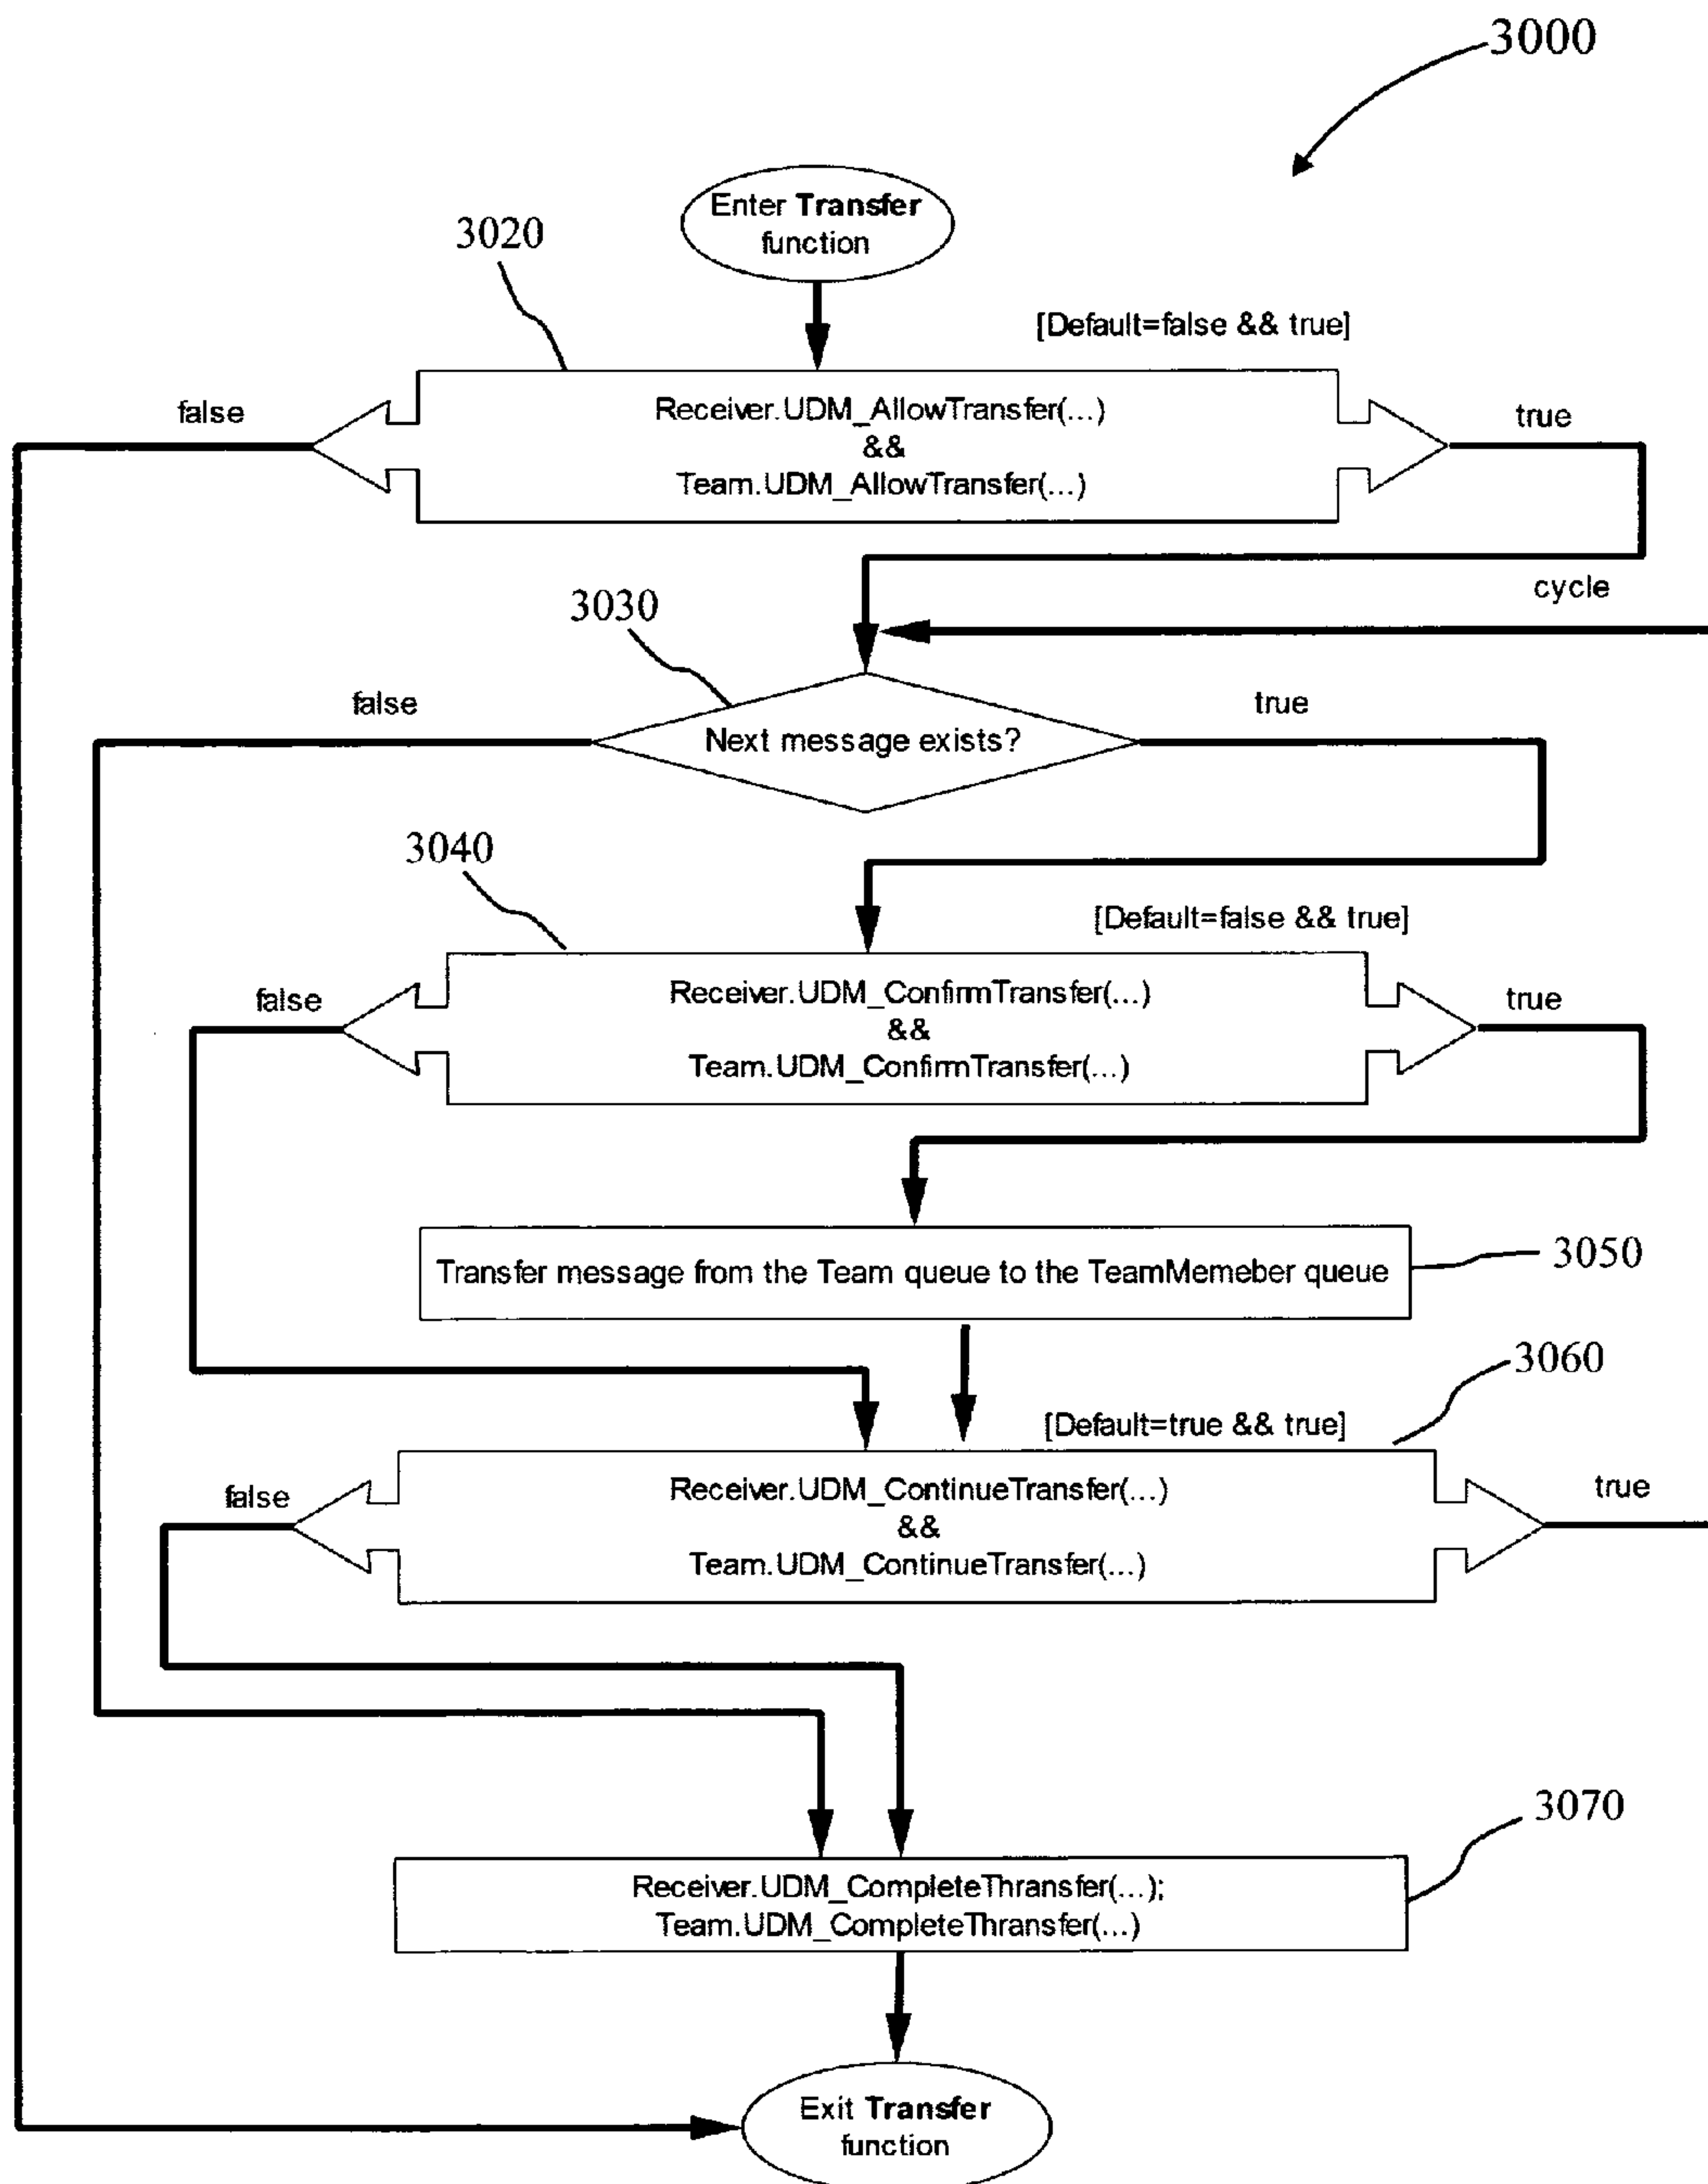 3000
Enter Transfer
function
3020
[Default=false && true]
false
Receiver.UDM_AllowTransfer(...)
&&
Team.UDM_AllowTransfer(...)
true
cycle
3030
false
Next message exists?
true
3040
[Default=false && true]
false
Receiver.UDM_ConfirmTransfer(...)
&&
Team.UDM_ConfirmTransfer(...)
true
Transfer message from the Team queue to the TeamMemeber queue
3050
3060
[Default=true && true]
false
Receiver.UDM_ContinueTransfer(...)
&&
Team.UDM_ContinueTransfer(...)
true
3070
Receiver.UDM_CompleteThransfer(...);
Team.UDM_CompleteThransfer(...)
Exit Transfer
function